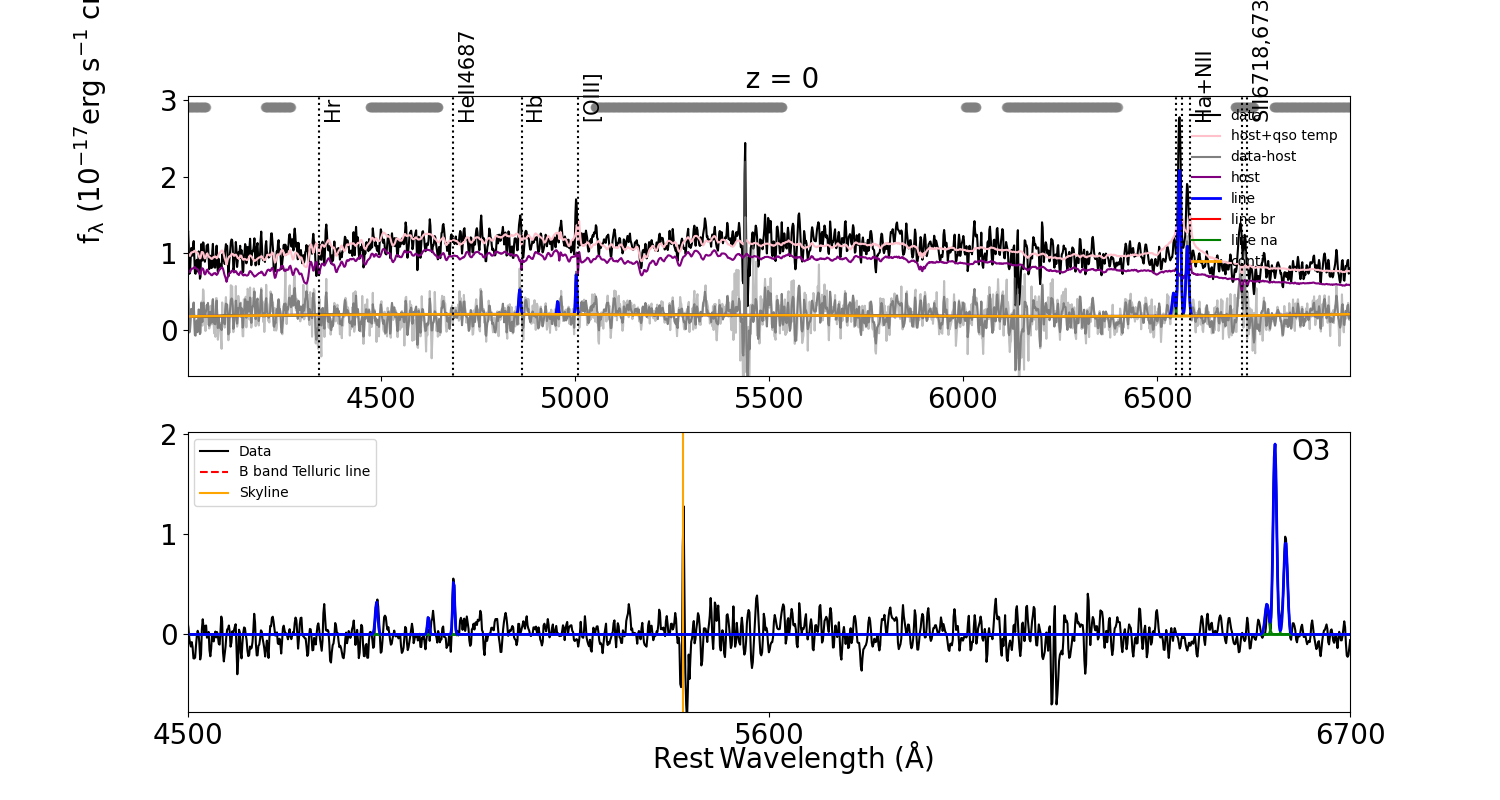 z = 0
fλ (10−17erg s−1 c
3
2
1
0
Hr
HeII4687
Hb
[OIII]
Ha+NII
SII6718,673
data
host+qso temp
data-host
host
line
line br
line na
cont
4500
5000
5500
6000
6500
2
1
0
Data
B band Telluric line
Skyline
O3
4500
5600
6700
Rest Wavelength (Å)